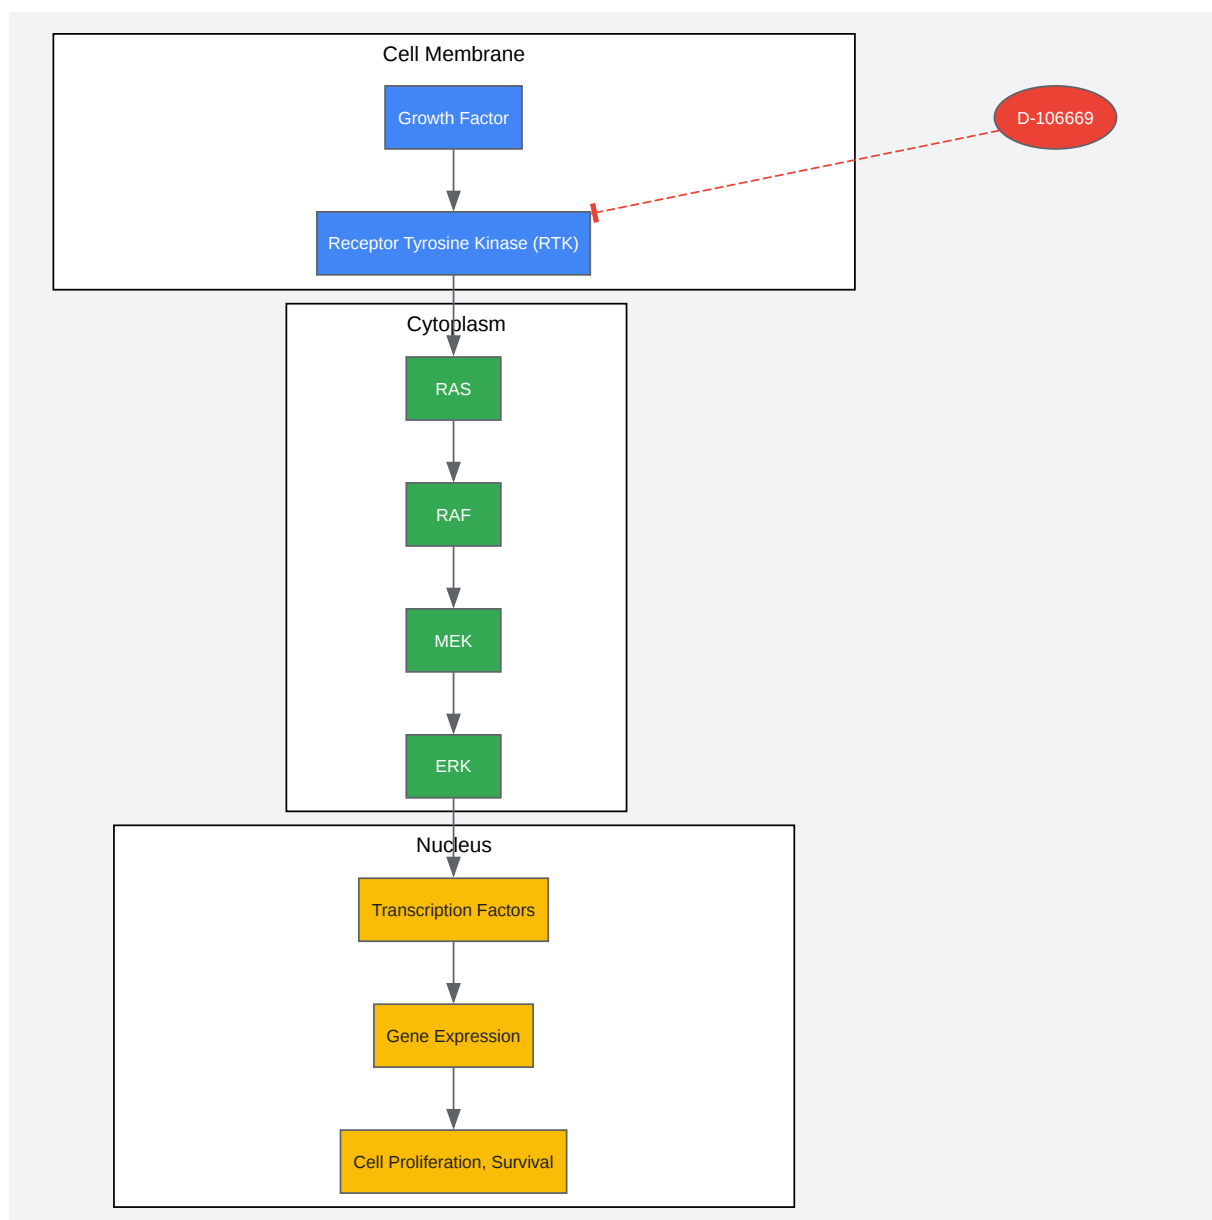 Cell Membrane
Growth Factor
D-106669
Receptor Tyrosine Kinase (RTK)
Cytoplasm
RAS
RAF
MEK
ERK
Nucleus
Transcription Factors
Gene Expression
Cell Proliferation, Survival